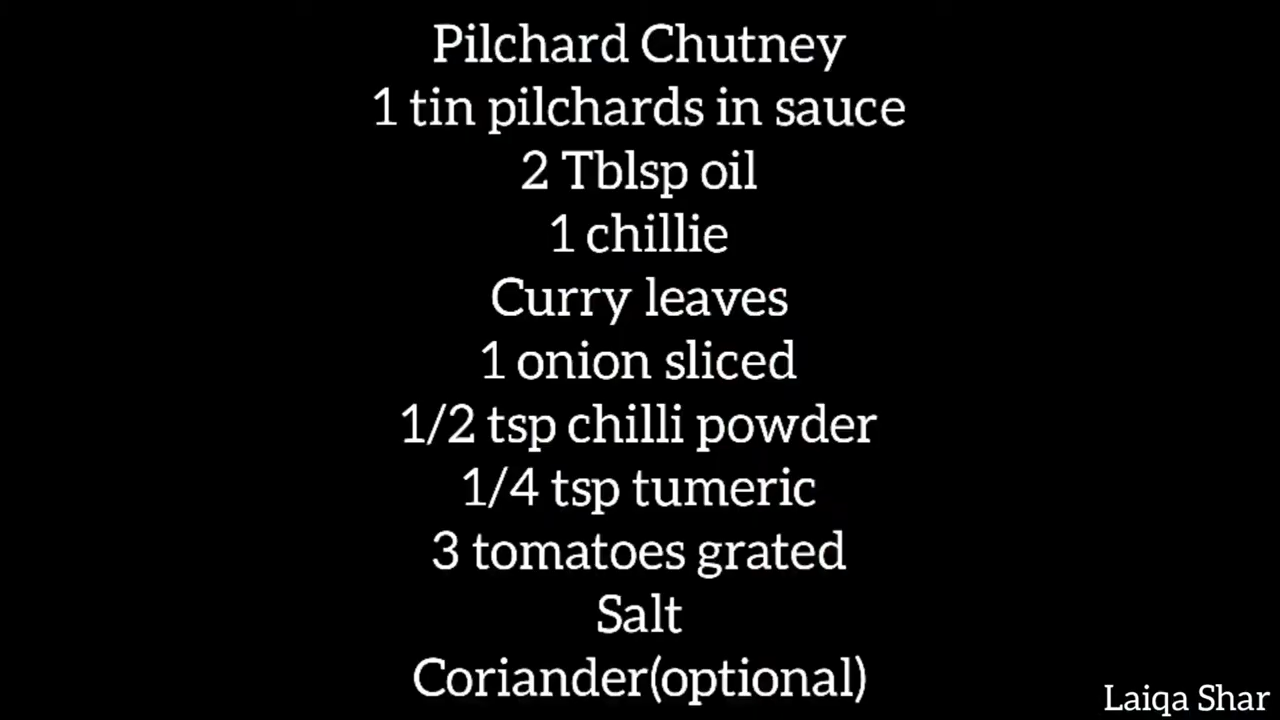 Pilchard Chutney
1 tin pilchards in sauce
2 Tblsp oil
1 chillie
Curry leaves
1 onion sliced
1/2 tsp chilli powder
1/4 tsp tumeric
3 tomatoes grated
Salt
Coriander(optional)
Laiqa Shar